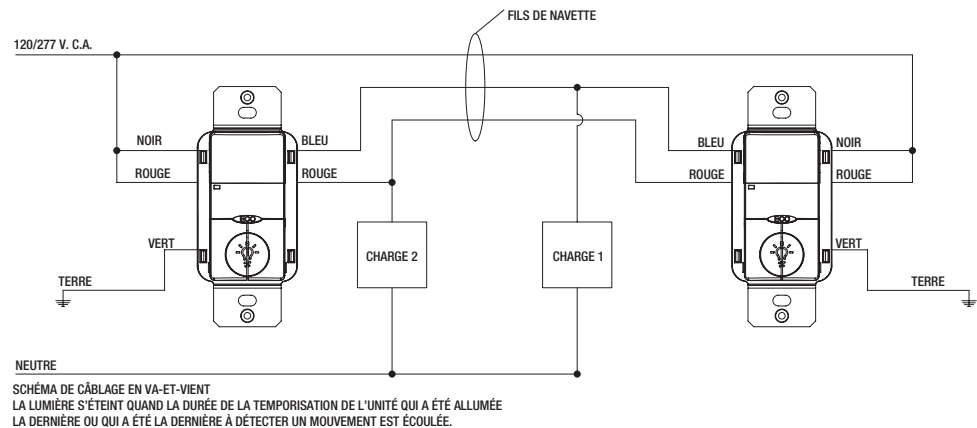 FILS DE NAVETTE
120/277 V. C.A.
NOIR
BLEU
BLEU
NOIR
ROUGE
ROUGE
ROUGE
ROUGE
ECO
ECO
VERT
CHARGE 2
CHARGE 1
VERT
TERRE
TERRE
NEUTRE
SCHÉMA DE CÂBLAGE EN VA-ET-VIENT
LA LUMIÈRE S'ÉTEINT QUAND LA DURÉE DE LA TEMPORISATION DE L'UNITÉ QUI A ÉTÉ ALLUMÉE
LA DERNIÈRE OU QUI A ÉTÉ LA DERNIÈRE À DÉTECTER UN MOUVEMENT EST ÉCOULÉE.